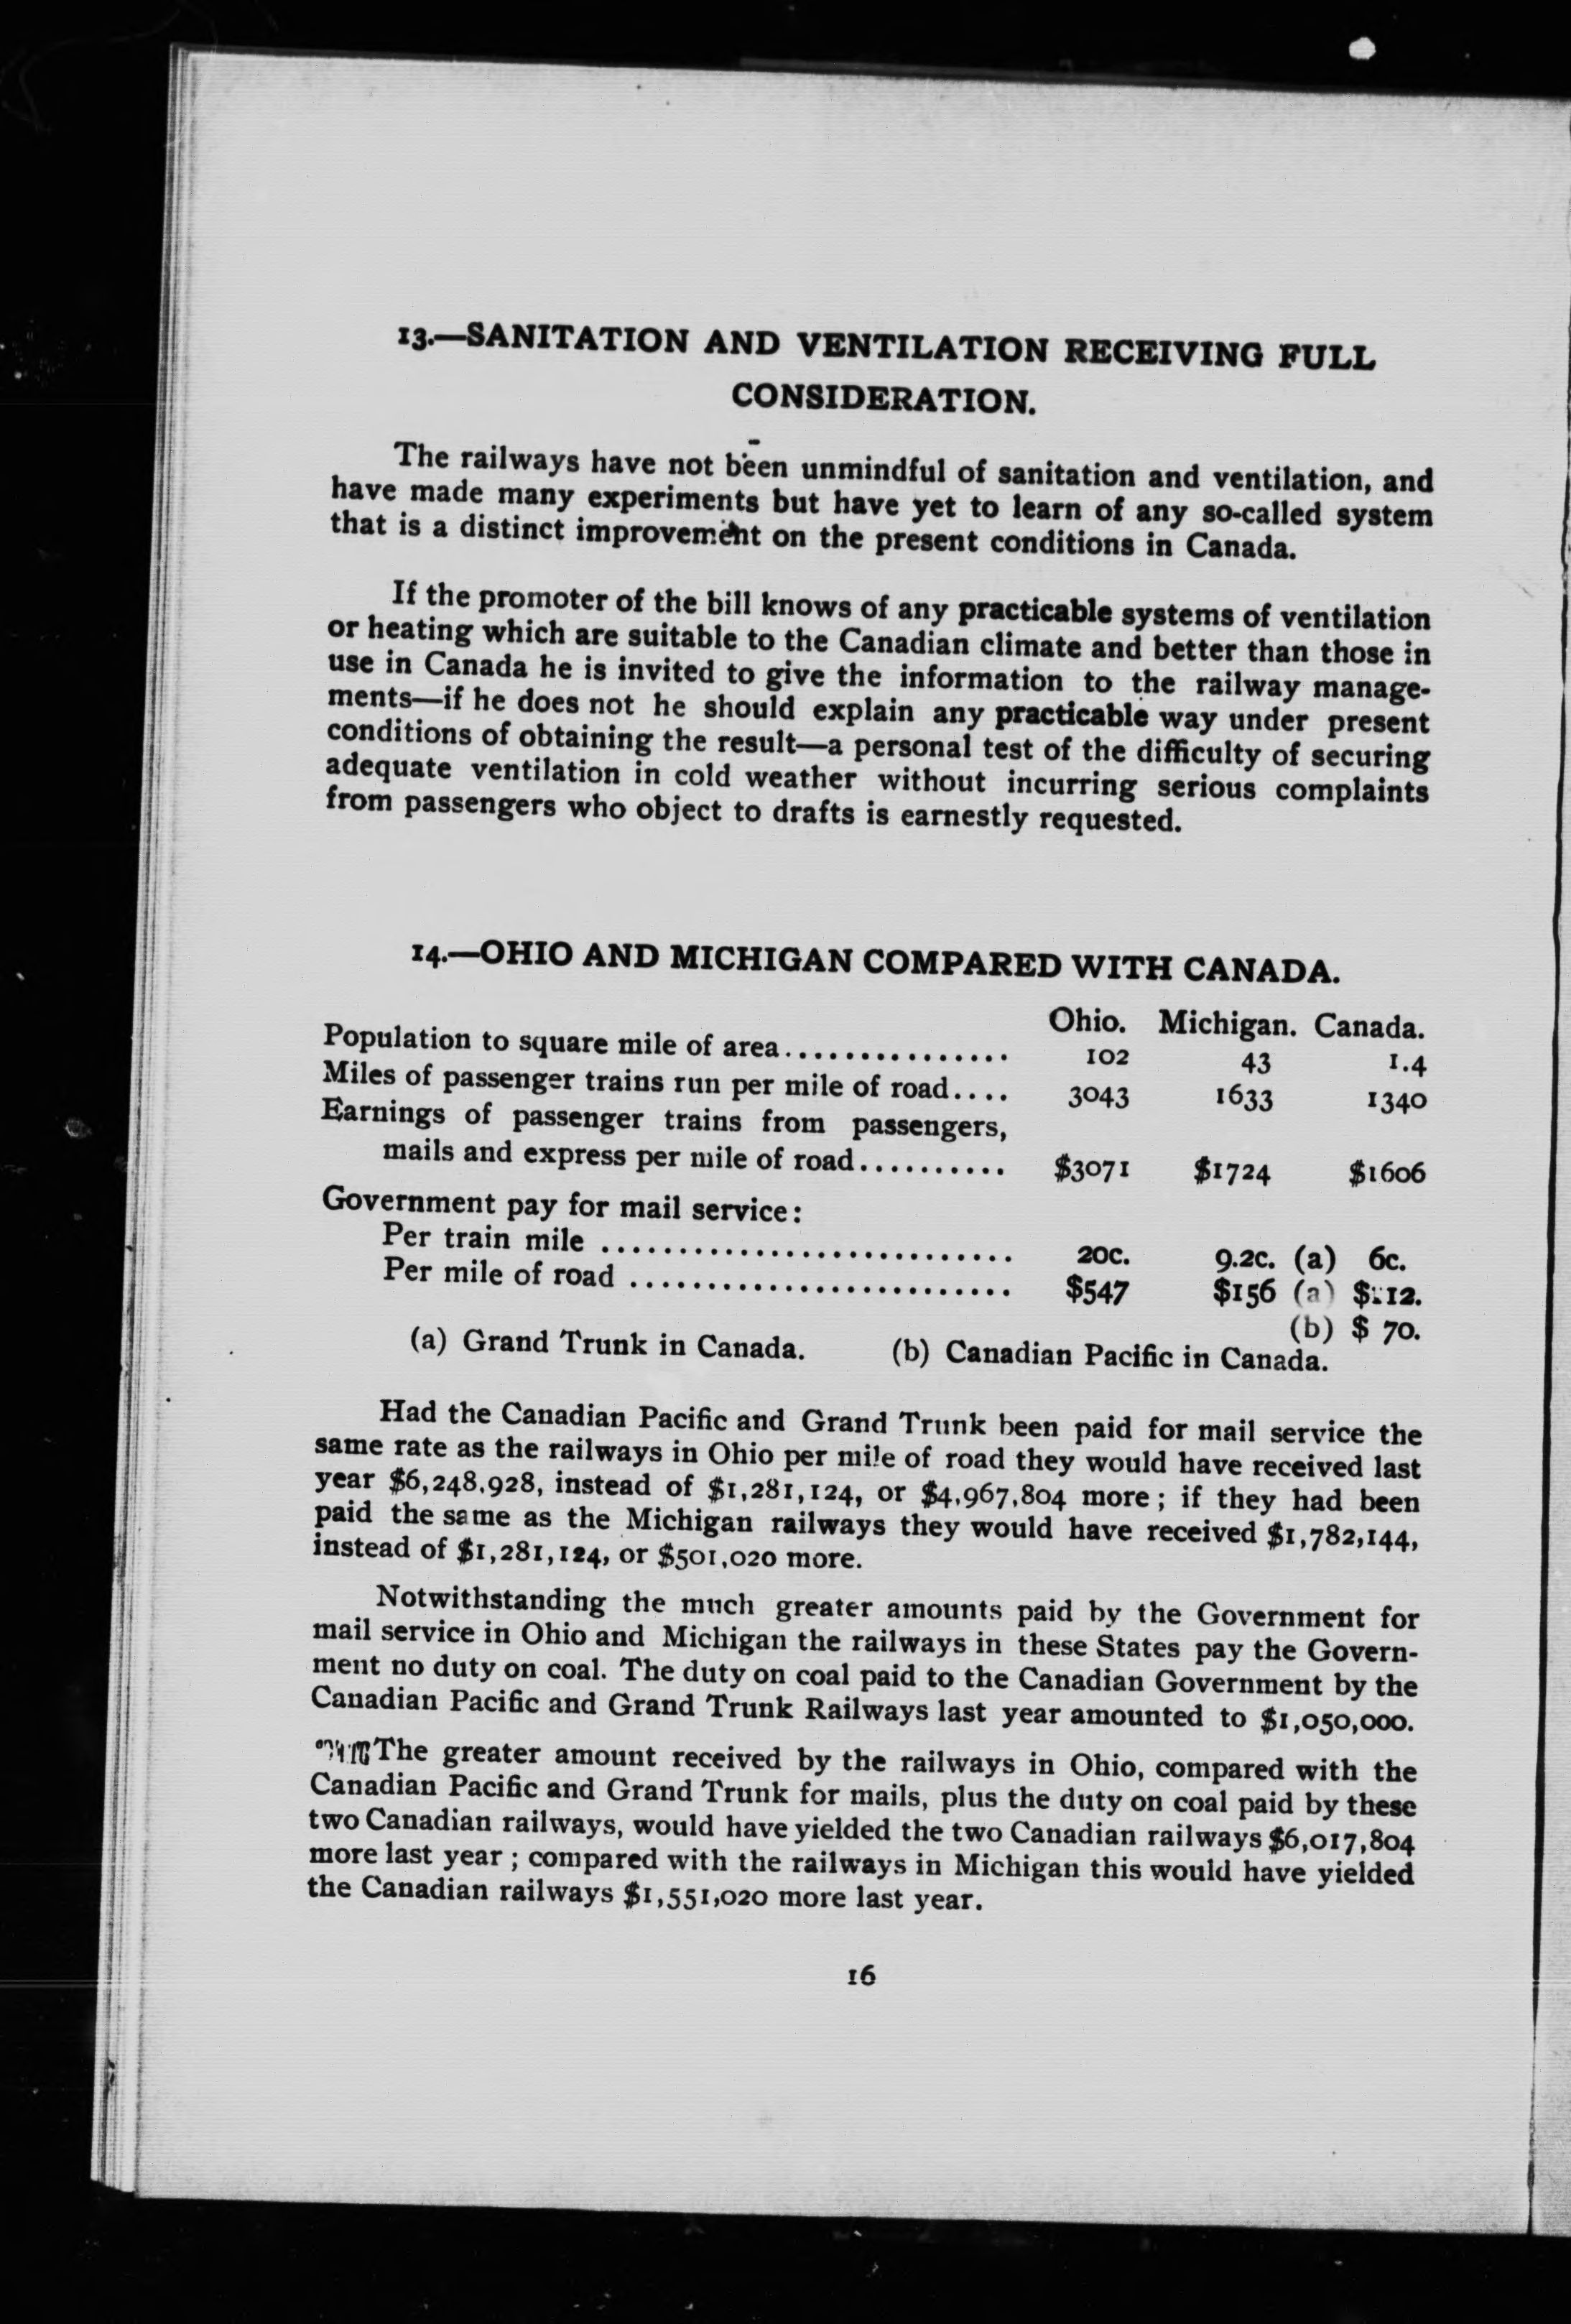 13.—SANITATION AND VENTILATION RECEIVING FULL
CONSIDERATION.
The railways have not been unmindful of sanitation and ventilation, and
have made many experiments but have yet to learn of any so-called system
that is a distinct improvement on the present conditions in Canada.
If the promoter of the bill knows of any practicable systems of ventilation
or heating which are suitable to the Canadian climate and better than those in
use in Canada he is invited to give the information to the railway manage-
ments—if he does not he should explain any practicable way under present
conditions of obtaining the result—a personal test of the difficulty of securing
adequate ventilation in cold weather without incurring serious complaints
from passengers who object to drafts is earnestly requested.
14.—OHIO AND MICHIGAN COMPARED WITH CANADA.
Ohio. Michigan. Canada.
Population to square mile of area............... 102 43 1.4
Miles of passenger trains run per mile of road.... 3043 1633 1340
Earnings of passenger trains from passengers,
mails and express per mile of road.......... $3071 $1724 $1606
Government pay for mail service:
Per train mile ........................... 20c. 9.2c. (a) 6c.
Per mile of road ......................... $547 $156 (a)
(b) $ 70.
(a) Grand Trunk in Canada. (b) Canadian Pacific in Canada.
Had the Canadian Pacific and Grand Trunk been paid for mail service the
same rate as the railways in Ohio per mile of road they would have received last
year $6,248,928, instead of $1,281,124, or $4,967,804 more; if they had been
paid the same as the Michigan railways they would have received $1,782,144,
instead of $1,281,124, or $501,020 more.
Notwithstanding the much greater amounts paid by the Government for
mail service in Ohio and Michigan the railways in these States pay the Govern-
ment no duty on coal. The duty on coal paid to the Canadian Government by the
Canadian Pacific and Grand Trunk Railways last year amounted to $1,050,000.
The greater amount received by the railways in Ohio, compared with the
Canadian Pacific and Grand Trunk for mails, plus the duty on coal paid by these
two Canadian railways, would have yielded the two Canadian railways $6,017,804
more last year; compared with the railways in Michigan this would have yielded
the Canadian railways $1,551,020 more last year.
16